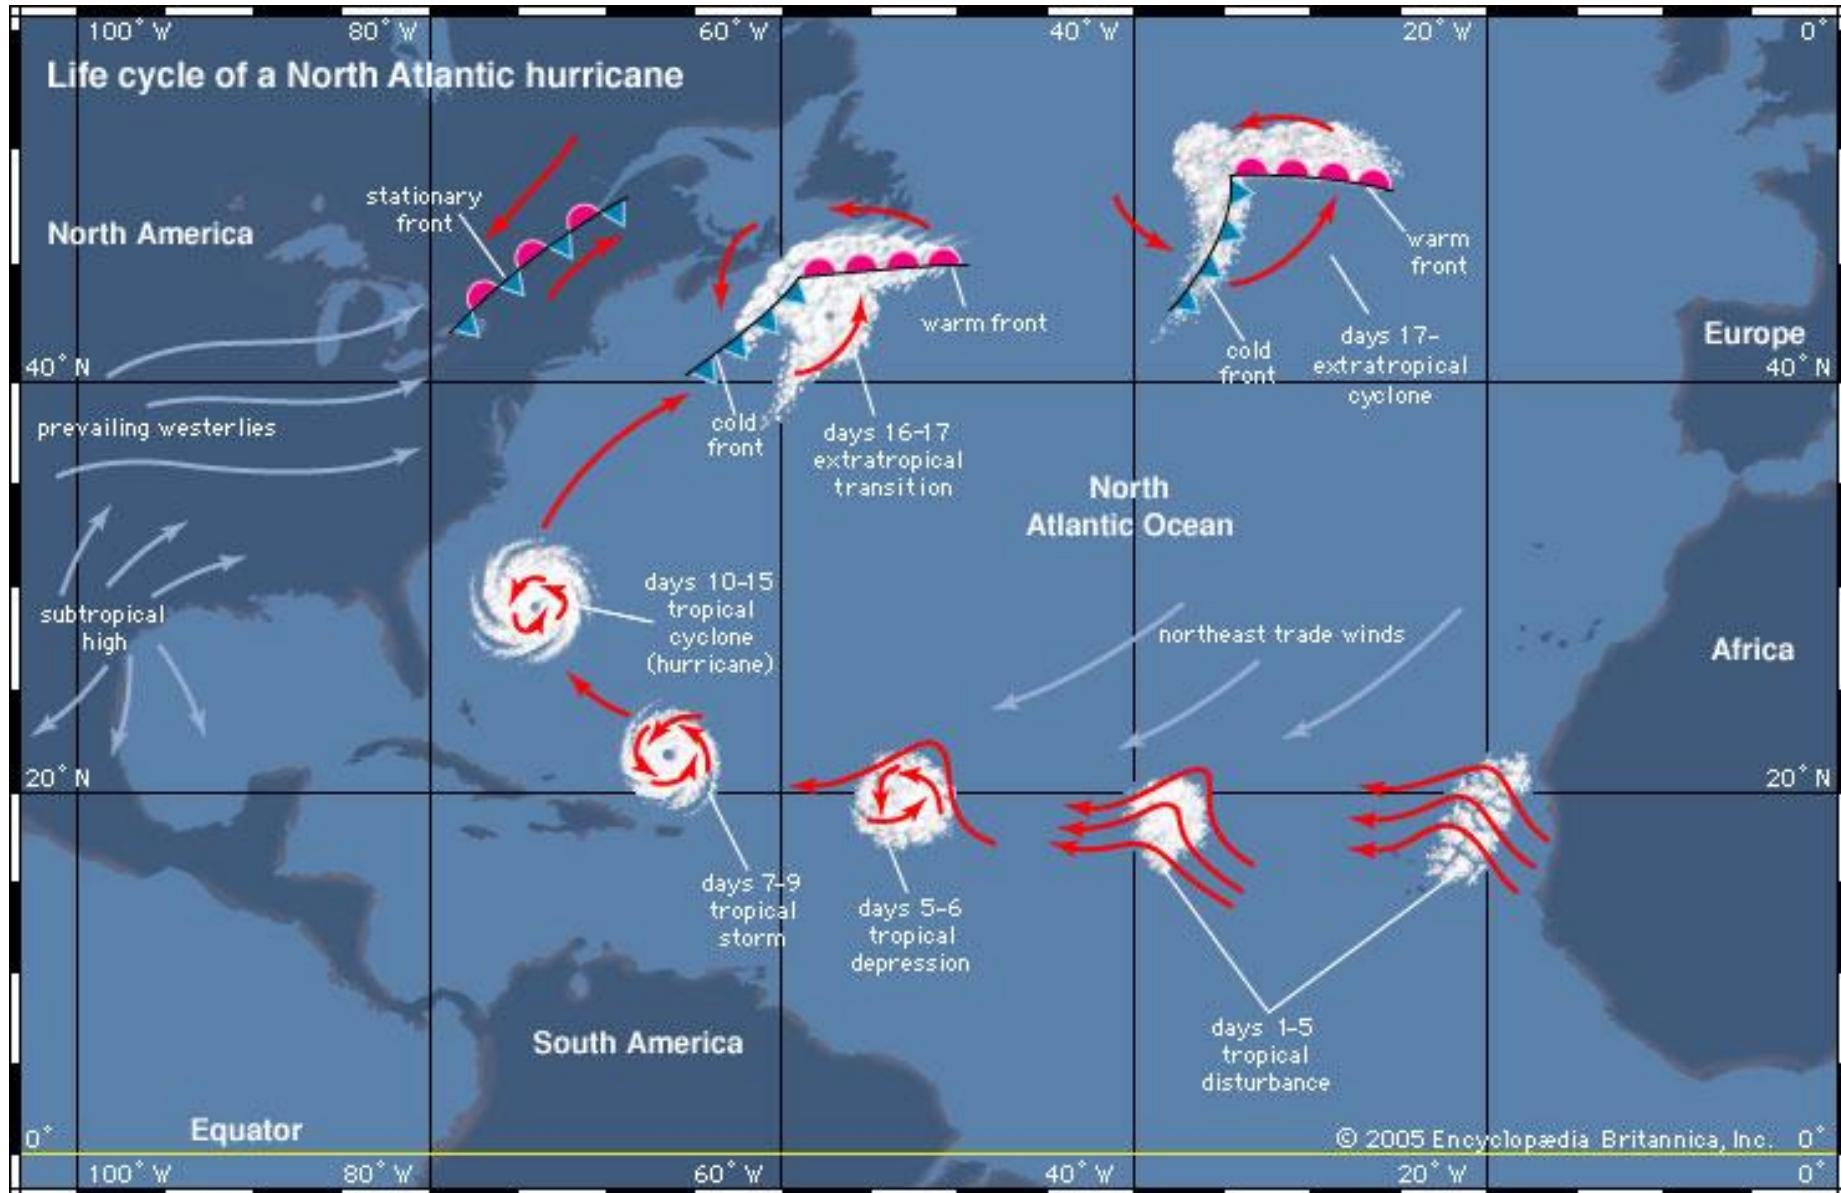 100° W
80° W
60° W
40° W
20° W
0°
Life cycle of a North Atlantic hurricane
stationary
front
North America
warm
front
warm front
Europe
cold
front
days 17-
extratropical
cyclone
40° N
40° N
prevailing westerlies
cold
front
days 16-17
extratropical
transition
North
Atlantic Ocean
days 10-15
tropical
cyclone
(hurricane)
subtropical
high
northeast trade winds
Africa
20° N
20° N
days 7-9
tropical
storm
days 5-6
tropical
depression
days 1-5
tropical
disturbance
South America
Equator
0°
© 2005 Encyclopædia Britannica, Inc.
0°
100° W
80° W
60° W
40° W
20° W
0°